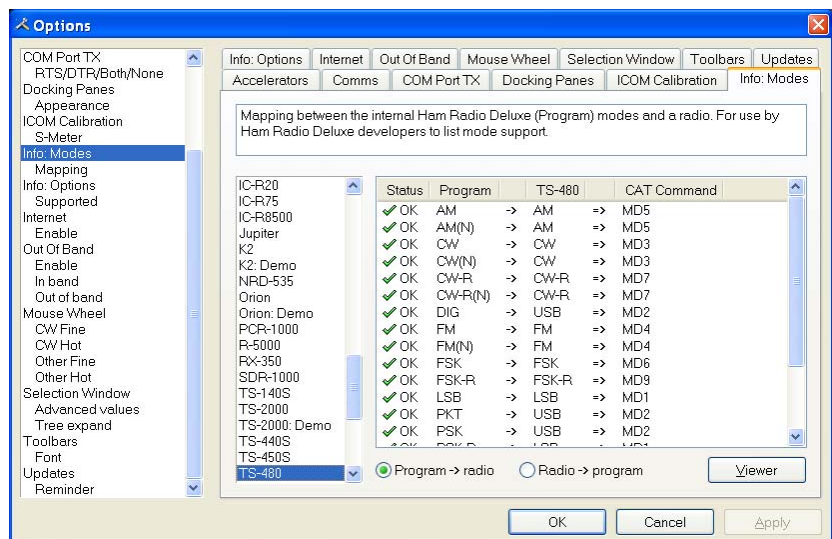 Options
COM Port TX
RTS/DTR/Both/None
Docking Panes
Appearance
ICOM Calibration
S-Meter
Info: Modes
Mapping
Info: Options
Supported
Internet
Enable
Out Of Band
Enable
In band
Out of band
Mouse Wheel
CW Fine
CW Hot
Other Fine
Other Hot
Selection Window
Advanced values
Tree expand
Toolbars
Font
Updates
Reminder
Info: Options Internet Out Of Band Mouse Wheel Selection Window Toolbars Updates
Accelerators Comms COM Port TX Docking Panes ICOM Calibration Info: Modes
Mapping between the internal Ham Radio Deluxe (Program) modes and a radio. For use by
Ham Radio Deluxe developers to list mode support.
IC-R20
IC-R75
IC-R8500
Jupiter
K2
K2: Demo
NRD-535
Orion
Orion: Demo
PCR-1000
R-5000
RX-350
SDR-1000
TS-140S
TS-2000
TS-2000: Demo
TS-440S
TS-450S
TS-480
Status Program TS-480 CAT Command
OK AM -> AM => MD5
OK AM(N) -> AM => MD5
OK CW -> CW => MD3
OK CW(N) -> CW => MD3
OK CW-R -> CW-R => MD7
OK CW-R(N) -> CW-R => MD7
OK DIG -> USB => MD2
OK FM -> FM => MD4
OK FM(N) -> FM => MD4
OK FSK -> FSK => MD6
OK FSK-R -> FSK-R => MD9
OK LSB -> LSB => MD1
OK PKT -> USB => MD2
OK PSK -> USB => MD2
Program -> radio Radio -> program Viewer
OK Cancel Apply